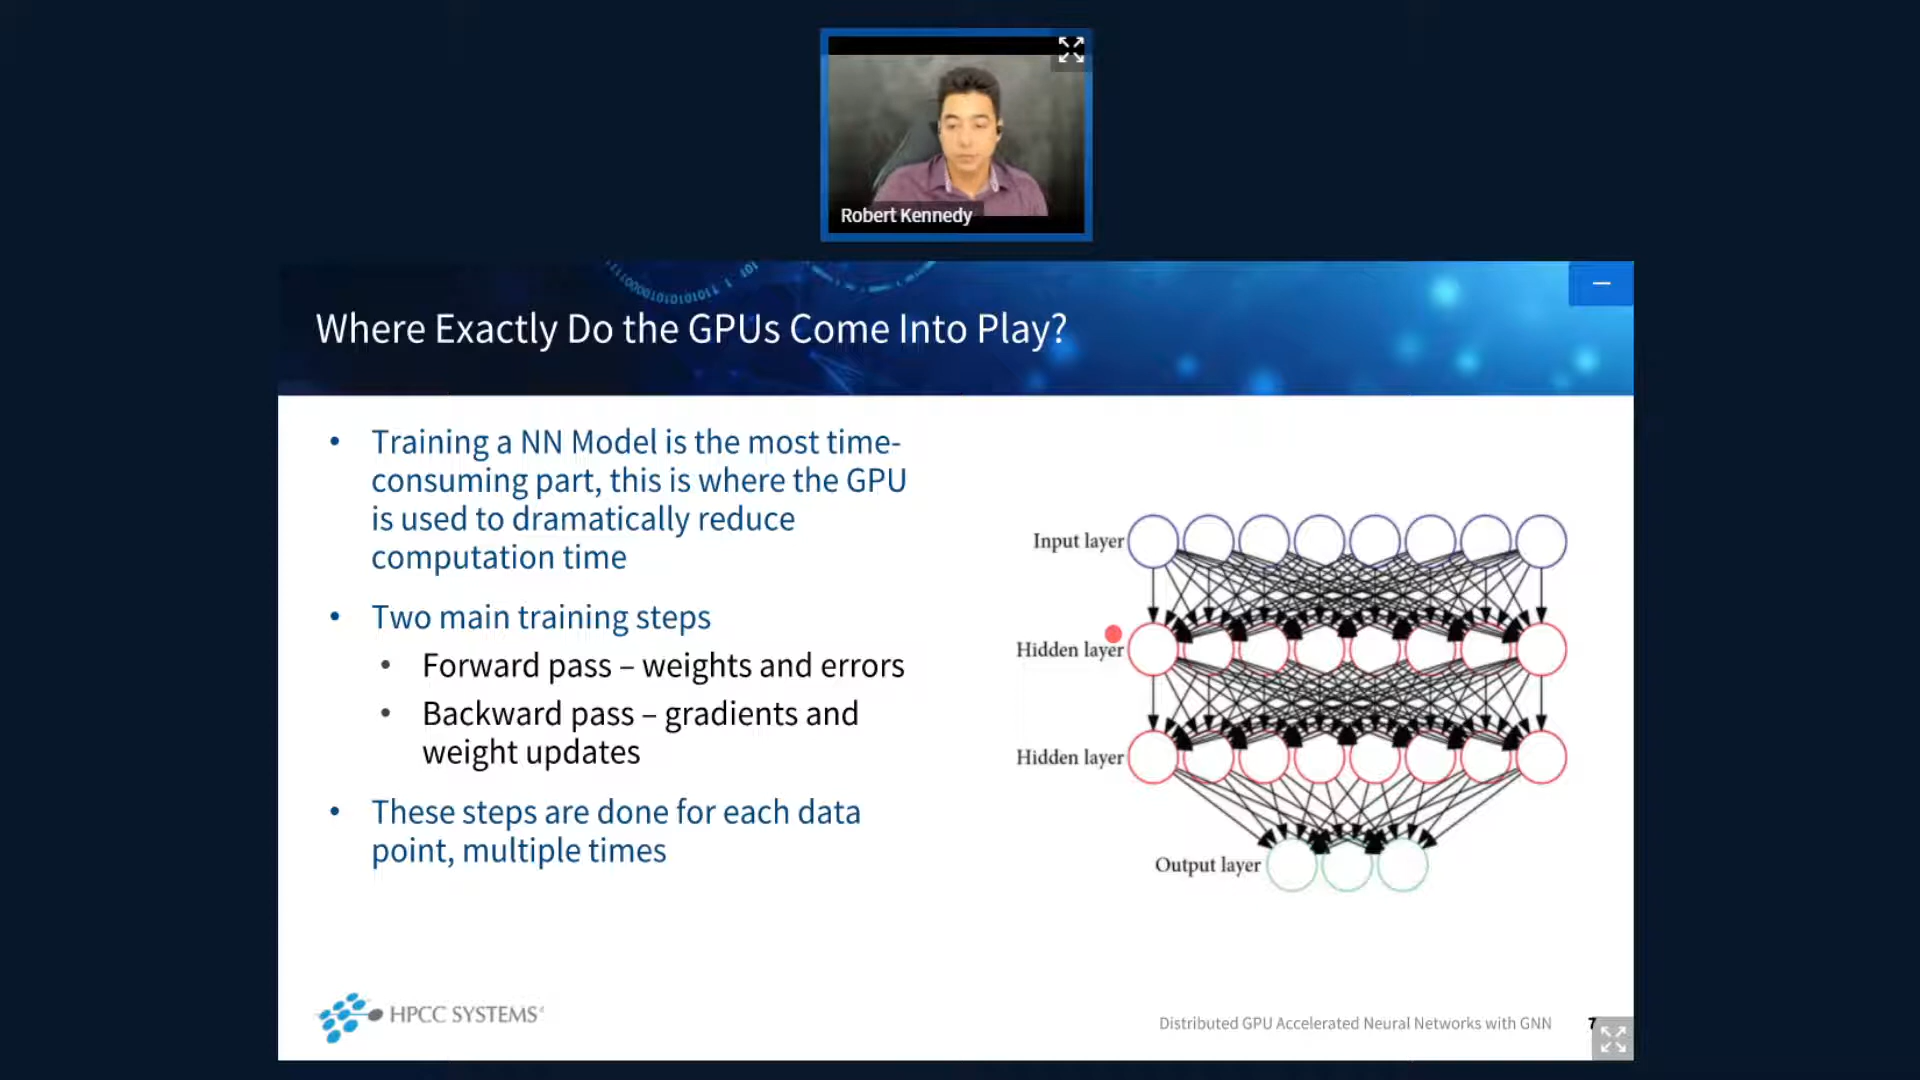 Robert Kennedy
Where Exactly Do the GPUs Come Into Play?
• Training a NN Model is the most time-
consuming part, this is where the GPU
is used to dramatically reduce
computation time
• Two main training steps
• Forward pass – weights and errors
• Backward pass – gradients and
weight updates
• These steps are done for each data
point, multiple times
Input layer
Hidden layer
Hidden layer
Output layer
HPCC SYSTEMS
Distributed GPU Accelerated Neural Networks with GNN
7